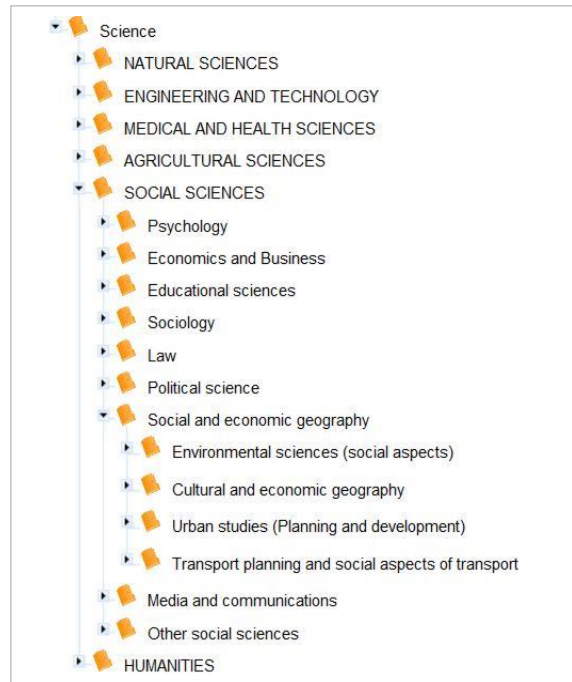 Science
NATURAL SCIENCES
ENGINEERING AND TECHNOLOGY
MEDICAL AND HEALTH SCIENCES
AGRICULTURAL SCIENCES
SOCIAL SCIENCES
Psychology
Economics and Business
Educational sciences
Sociology
Law
Political science
Social and economic geography
Environmental sciences (social aspects)
Cultural and economic geography
Urban studies (Planning and development)
Transport planning and social aspects of transport
Media and communications
Other social sciences
HUMANITIES